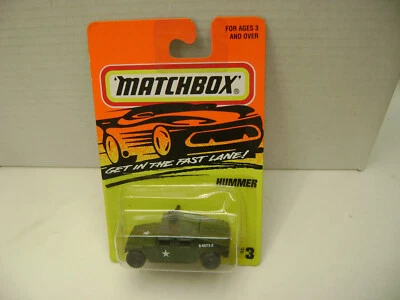 FOR AGES 3
AND OVER
MATCHBOX®
GET IN THE FAST LANE!
HUMMER
3